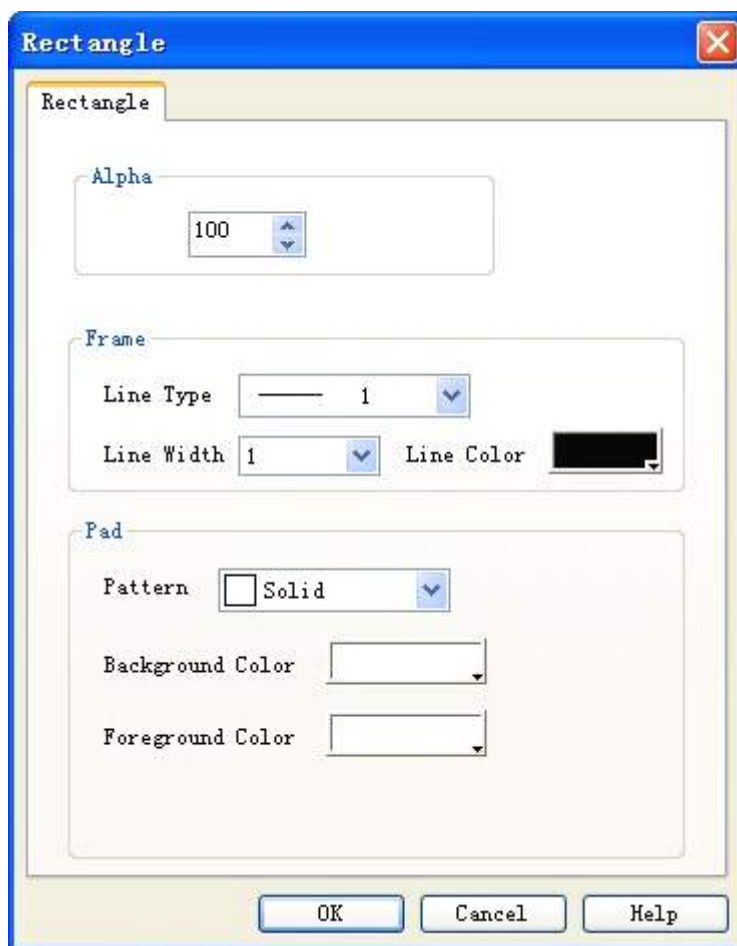 Rectangle
Rectangle
Alpha
100
Frame
Line Type 1
Line Width 1 Line Color
Pad
Pattern Solid
Background Color
Foreground Color
OK Cancel Help